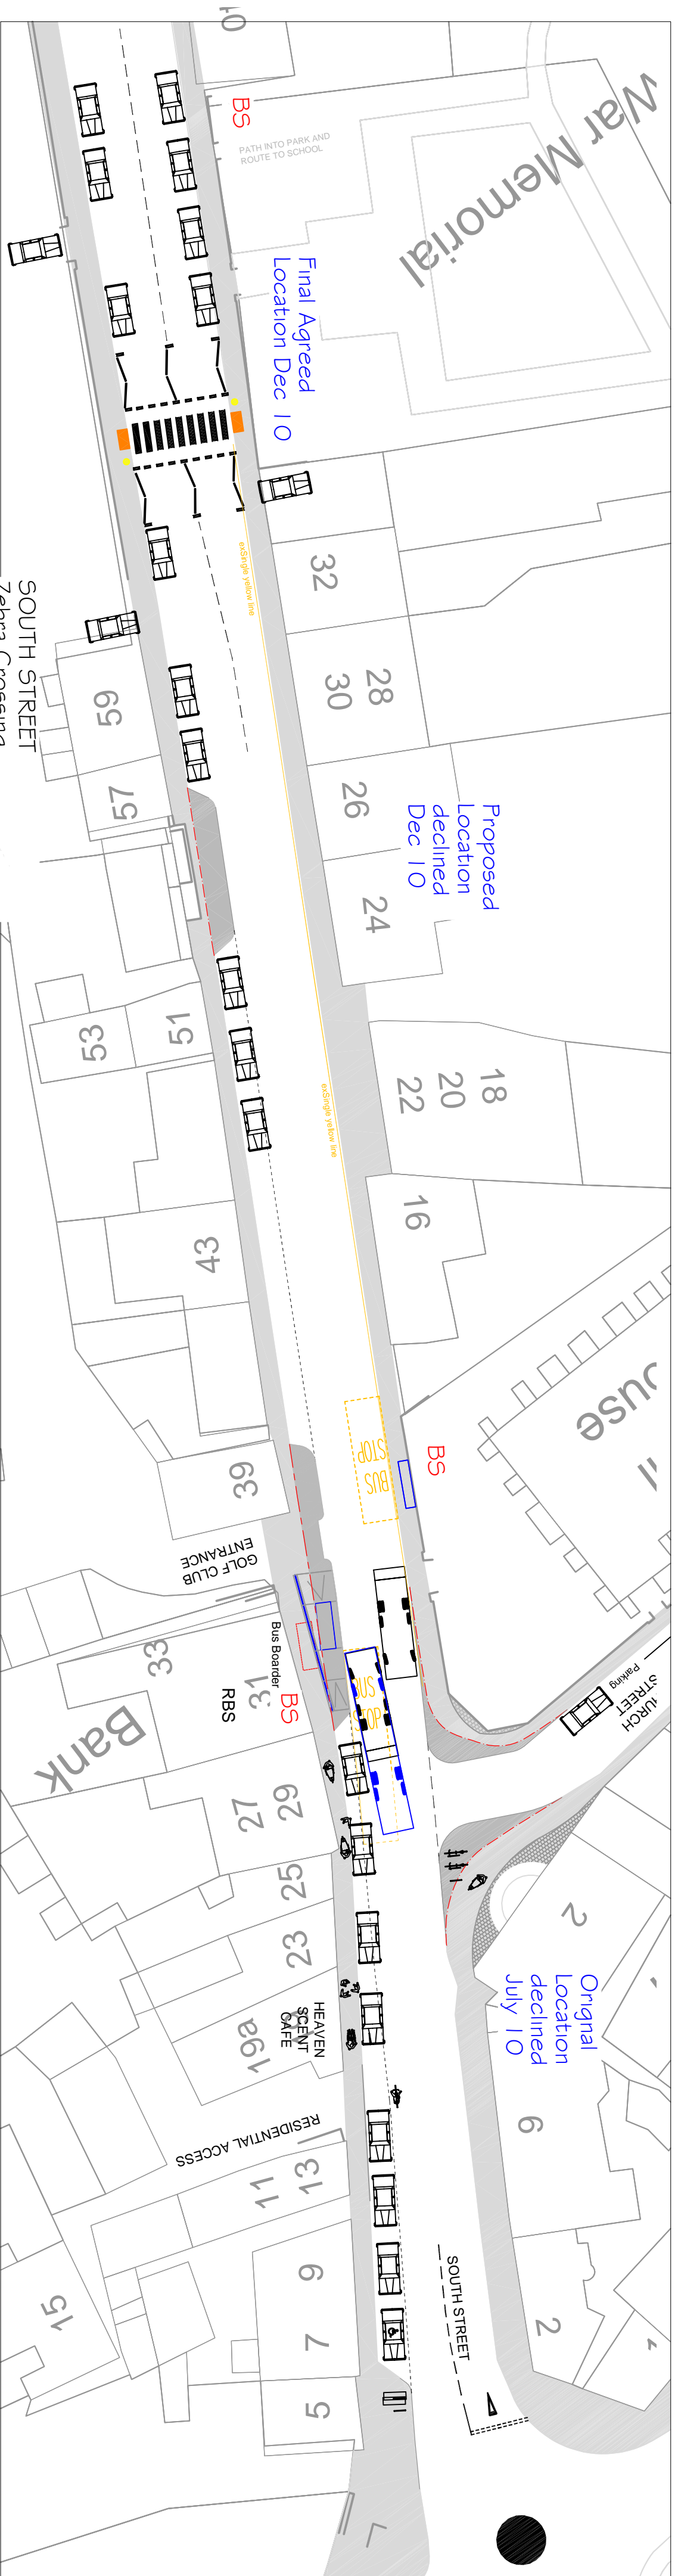 War Memorial
BS
PATH INTO PARK AND
ROUTE TO SCHOOL
Final Agreed
Location Dec 10
exSingle yellow line
32
28
30
SOUTH STREET
Zebra Crossing
59
57
26
24
Proposed
Location
declined
Dec 10
53
51
18
20
22
exSingle yellow line
43
16
BUS
STOP
BS
39
GOLF CLUB
ENTRANCE
33
31
Bus Boarder
BS
RBS
Bank
BUS
STOP
Parking
STREET
29
27
25
23
2
Orignal
Location
declined
July 10
HEAVEN
SCENT
CAFE
19a
6
RESIDENTIAL ACCESS
13
11
9
7
5
15
SOUTH STREET
2